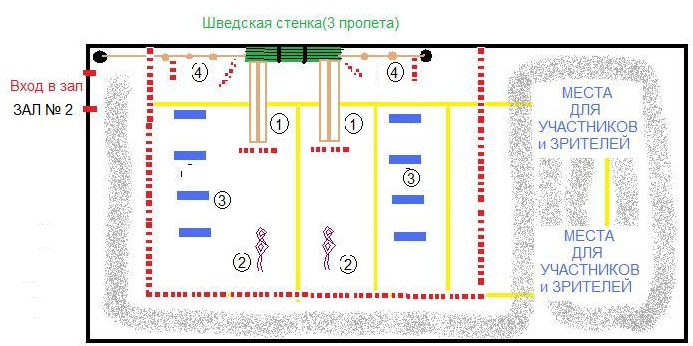 Шведская стенка(3 пролета)
4
4
Вход в зал
ЗАЛ № 2
МЕСТА
ДЛЯ
УЧАСТНИКОВ
и ЗРИТЕЛЕЙ
1
1
3
3
2
2
МЕСТА
ДЛЯ
УЧАСТНИКОВ
и ЗРИТЕЛЕЙ